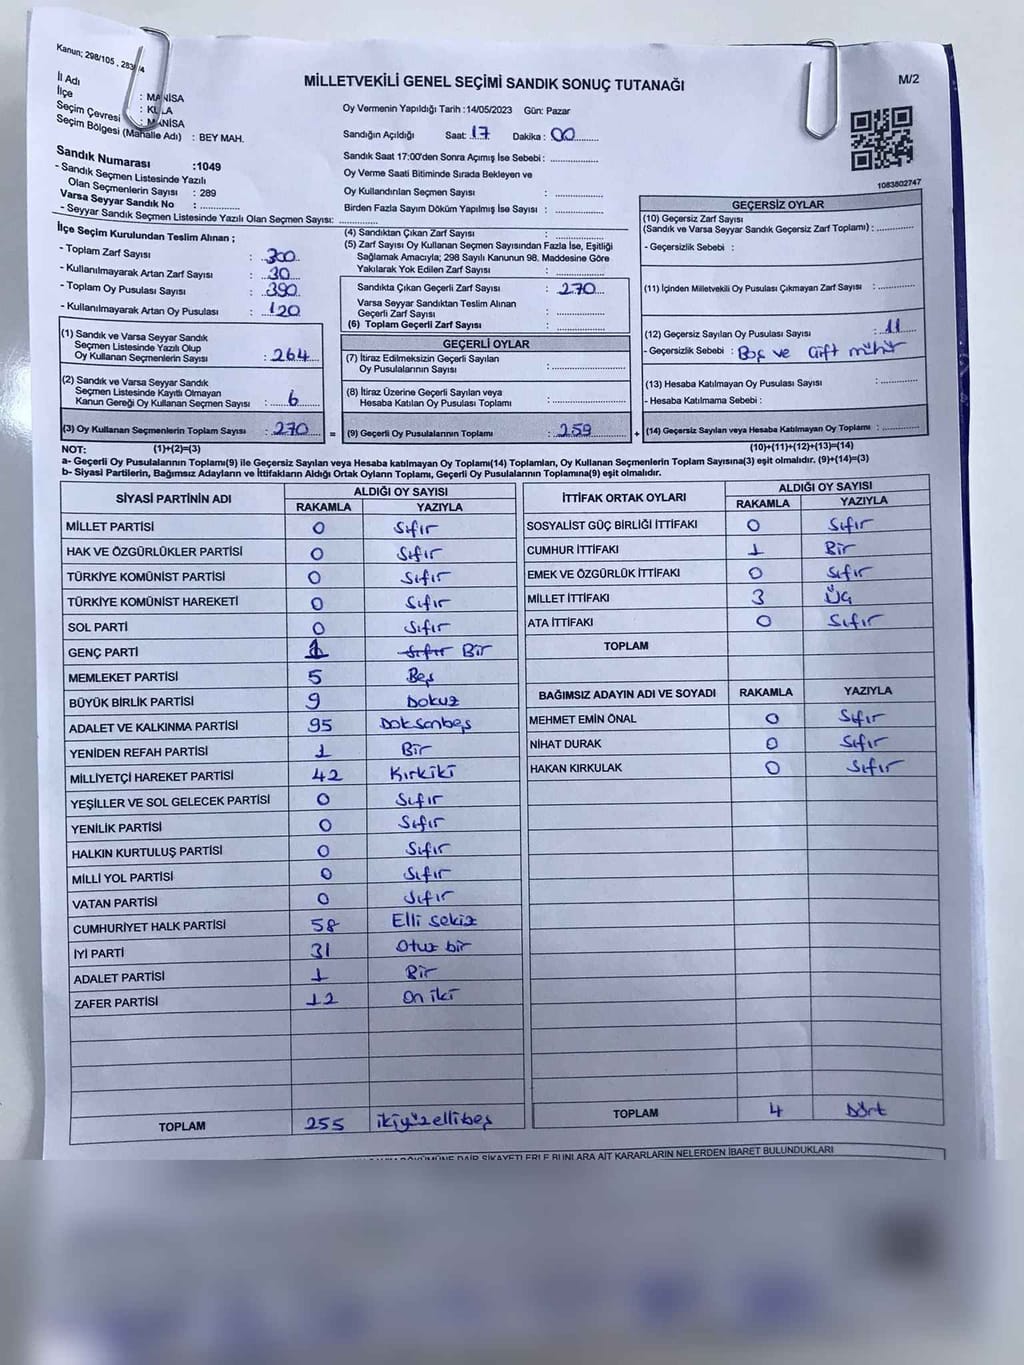 Kanun; 298/105 , 283
M/2
MİLLETVEKİLİ GENEL SEÇİMİ SANDIK SONUÇ TUTANAĞI
İl Adı : MANİSA
İlçe : KULA
Seçim Çevresi : MANİSA
Seçim Bölgesi (Mahalle Adı) : BEY MAH.
Oy Vermenin Yapıldığı Tarih :14/05/2023 Gün: Pazar
Sandığın Açıldığı Saat: 17 Dakika : 00
Sandık Saat 17:00'den Sonra Açımış İse Sebebi :
Oy Verme Saati Bitiminde Sırada Bekleyen ve
Oy Kullandırılan Seçmen Sayısı :
Birden Fazla Sayım Döküm Yapılmış İse Sayısı :
1083802747
Sandık Numarası :1049
- Sandık Seçmen Listesinde Yazılı
Olan Seçmenlerin Sayısı : 289
Varsa Seyyar Sandık No :
- Seyyar Sandık Seçmen Listesinde Yazılı Olan Seçmen Sayısı:
İlçe Seçim Kurulundan Teslim Alınan ;
- Toplam Zarf Sayısı : 300
- Kullanılmayarak Artan Zarf Sayısı : 30
- Toplam Oy Pusulası Sayısı : 390
- Kullanılmayarak Artan Oy Pusulası : 120
(1) Sandık ve Varsa Seyyar Sandık
Seçmen Listesinde Yazılı Olup
Oy Kullanan Seçmenlerin Sayısı : 264
(2) Sandık ve Varsa Seyyar Sandık
Seçmen Listesinde Kayıtlı Olmayan
Kanun Gereği Oy Kullanan Seçmen Sayısı : 6
(3) Oy Kullanan Seçmenlerin Toplam Sayısı : 270
(4) Sandıktan Çıkan Zarf Sayısı :
(5) Zarf Sayısı Oy Kullanan Seçmen Sayısından Fazla İse, Eşitliği
Sağlamak Amacıyla; 298 Sayılı Kanunun 98. Maddesine Göre
Yakılarak Yok Edilen Zarf Sayısı :
Sandıkta Çıkan Geçerli Zarf Sayısı : 270
Varsa Seyyar Sandıktan Teslim Alınan
Geçerli Zarf Sayısı :
(6) Toplam Geçerli Zarf Sayısı :
GEÇERLİ OYLAR
(7) İtiraz Edilmeksizin Geçerli Sayılan
Oy Pusulalarının Sayısı :
(8) İtiraz Üzerine Geçerli Sayılan veya
Hesaba Katılan Oy Pusulası Toplamı :
= (9) Geçerli Oy Pusulalarının Toplamı : 259 +
GEÇERSİZ OYLAR
(10) Geçersiz Zarf Sayısı
(Sandık ve Varsa Seyyar Sandık Geçersiz Zarf Toplamı) :
- Geçersizlik Sebebi :
(11) İçinden Milletvekili Oy Pusulası Çıkmayan Zarf Sayısı :
(12) Geçersiz Sayılan Oy Pusulası Sayısı : 11
- Geçersizlik Sebebi : Boş ve Çift mühür
(13) Hesaba Katılmayan Oy Pusulası Sayısı :
- Hesaba Katılmama Sebebi :
(14) Geçersiz Sayılan veya Hesaba Katılmayan Oy Toplamı :
NOT: (1)+(2)=(3) (10)+(11)+(12)+(13)=(14)
a- Geçerli Oy Pusulalarının Toplamı(9) ile Geçersiz Sayılan veya Hesaba katılmayan Oy Toplamı(14) Toplamları, Oy Kullanan Seçmenlerin Toplam Sayısına(3) eşit olmalıdır. (9)+(14)=(3)
b- Siyasi Partilerin, Bağımsız Adayların ve İttifakların Aldığı Ortak Oyların Toplamı, Geçerli Oy Pusulalarının Toplamına(9) eşit olmalıdır.
SİYASİ PARTİNİN ADI ALDIĞI OY SAYISI
RAKAMLA YAZIYLA
MİLLET PARTİSİ 0 Sıfır
HAK VE ÖZGÜRLÜKLER PARTİSİ 0 Sıfır
TÜRKİYE KOMÜNİST PARTİSİ 0 Sıfır
TÜRKİYE KOMÜNİST HAREKETİ 0 Sıfır
SOL PARTİ 0 Sıfır
GENÇ PARTİ 1 Sıfır Bir
MEMLEKET PARTİSİ 5 Beş
BÜYÜK BİRLİK PARTİSİ 9 Dokuz
ADALET VE KALKINMA PARTİSİ 95 Doksanbeş
YENİDEN REFAH PARTİSİ 1 Bir
MİLLİYETÇİ HAREKET PARTİSİ 42 Kırkiki
YEŞİLLER VE SOL GELECEK PARTİSİ 0 Sıfır
YENİLİK PARTİSİ 0 Sıfır
HALKIN KURTULUŞ PARTİSİ 0 Sıfır
MİLLİ YOL PARTİSİ 0 Sıfır
VATAN PARTİSİ 0 Sıfır
CUMHURİYET HALK PARTİSİ 58 Elli sekiz
İYİ PARTİ 31 Otuz bir
ADALET PARTİSİ 1 Bir
ZAFER PARTİSİ 12 On iki
TOPLAM 255 ikiyüzellibeş
İTTİFAK ORTAK OYLARI ALDIĞI OY SAYISI
RAKAMLA YAZIYLA
SOSYALİST GÜÇ BİRLİĞİ İTTİFAKI 0 Sıfır
CUMHUR İTTİFAKI 1 Bir
EMEK VE ÖZGÜRLÜK İTTİFAKI 0 Sıfır
MİLLET İTTİFAKI 3 Üç
ATA İTTİFAKI 0 Sıfır
TOPLAM
BAĞIMSIZ ADAYIN ADI VE SOYADI RAKAMLA YAZIYLA
MEHMET EMİN ÖNAL 0 Sıfır
NİHAT DURAK 0 Sıfır
HAKAN KIRKULAK 0 Sıfır
TOPLAM 4 Dört
DÖKÜMÜNE DAİR ŞİKAYETLERLE BUNLARA AİT KARARLARIN NELERDEN İBARET BULUNDUKLARI